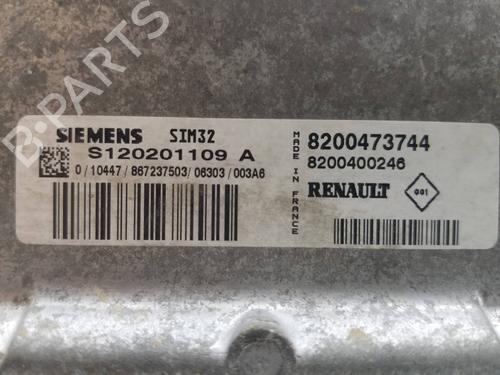 B-PARTS
SIEMENS SIM32
S120201109 A
0/10447/867237503/06303/003A6
MADE IN FRANCE
8200473744
8200400246
RENAULT
001